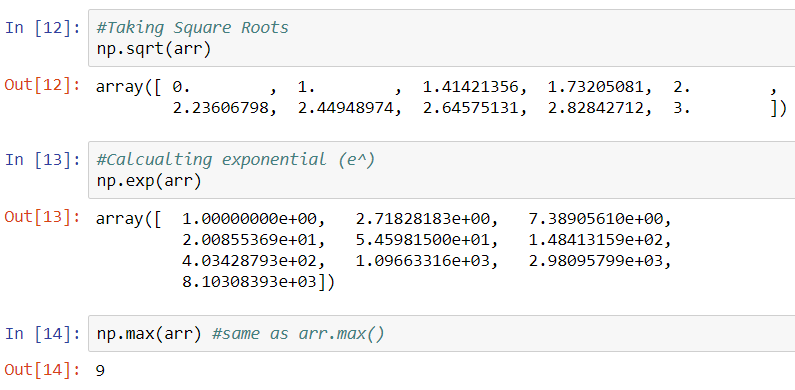 In [12]: #Taking Square Roots
np.sqrt(arr)
Out[12]: array([ 0.        ,  1.        ,  1.41421356,  1.73205081,  2.        ,
2.23606798,  2.44948974,  2.64575131,  2.82842712,  3.        ])
In [13]: #Calcualting exponential (e^)
np.exp(arr)
Out[13]: array([  1.00000000e+00,   2.71828183e+00,   7.38905610e+00,
2.00855369e+01,   5.45981500e+01,   1.48413159e+02,
4.03428793e+02,   1.09663316e+03,   2.98095799e+03,
8.10308393e+03])
In [14]: np.max(arr) #same as arr.max()
Out[14]: 9